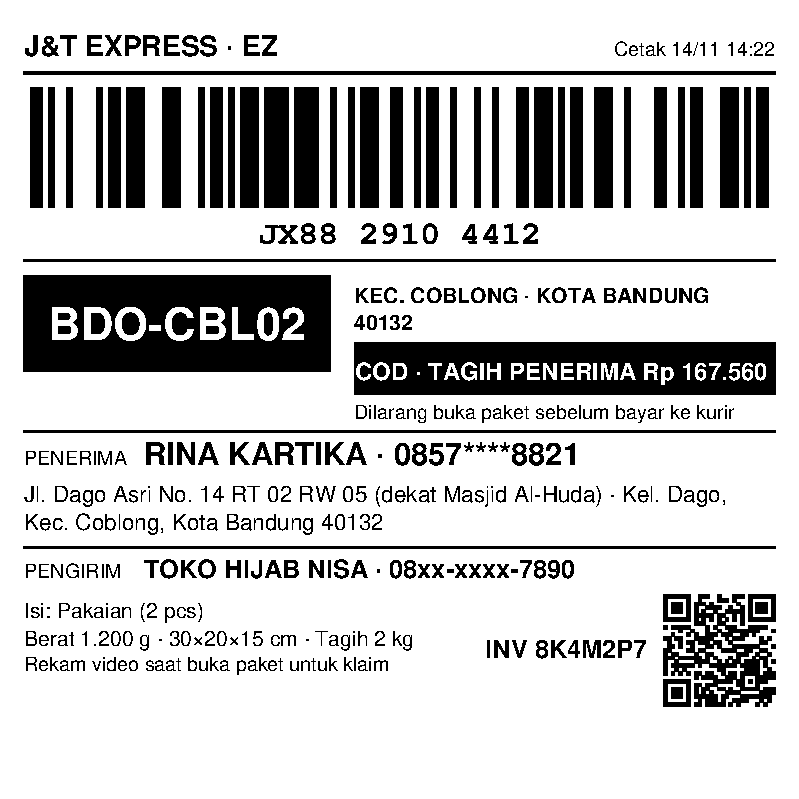 J&T EXPRESS · EZ
Cetak 14/11 14:22
JX88 2910 4412
BDO-CBL02
KEC. COBLONG · KOTA BANDUNG
40132
COD · TAGIH PENERIMA Rp 167.560
Dilarang buka paket sebelum bayar ke kurir
PENERIMA RINA KARTIKA · 0857****8821
Jl. Dago Asri No. 14 RT 02 RW 05 (dekat Masjid Al-Huda) · Kel. Dago,
Kec. Coblong, Kota Bandung 40132
PENGIRIM TOKO HIJAB NISA · 08xx-xxxx-7890
Isi: Pakaian (2 pcs)
Berat 1.200 g · 30×20×15 cm · Tagih 2 kg
Rekam video saat buka paket untuk klaim
INV 8K4M2P7